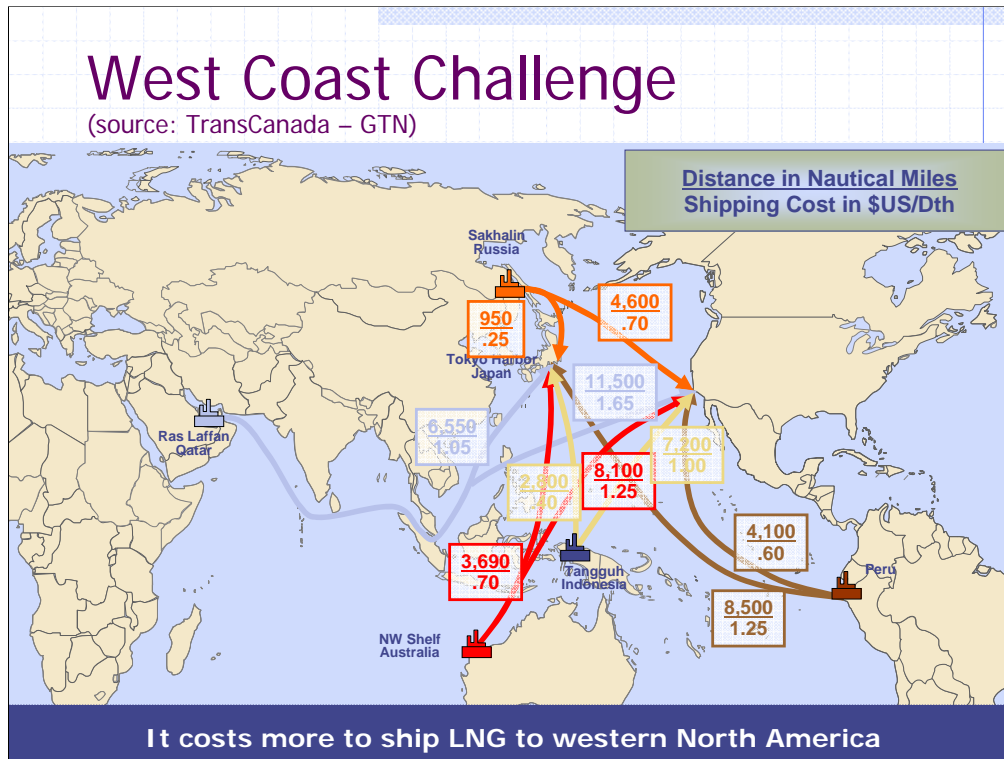 West Coast Challenge
(source: TransCanada – GTN)
Distance in Nautical Miles
Shipping Cost in $US/Dth
Sakhalin
Russia
4,600
.70
950
.25
Tokyo Harbor
Japan
11,500
1.65
6,550
1.05
Ras Laffan
Qatar
7,200
1.00
8,100
1.25
2,800
.40
4,100
.60
3,690
.70
Tangguh
Indonesia
Peru
8,500
1.25
NW Shelf
Australia
It costs more to ship LNG to western North America